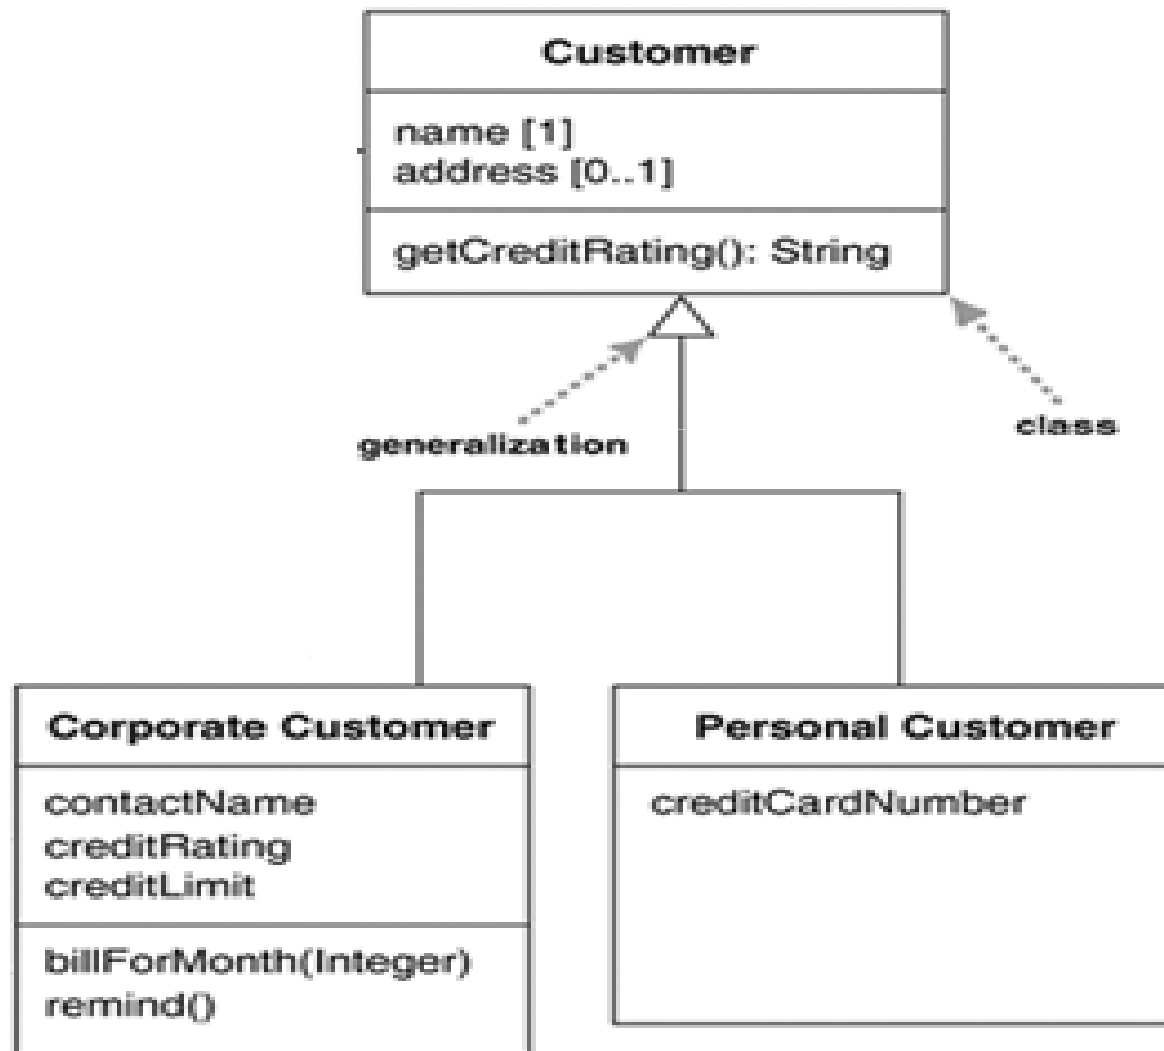 Customer
name [1]
address [0..1]
getCreditRating(): String
generalization
class
Corporate Customer
contactName
creditRating
creditLimit
billForMonth(Integer)
remind()
Personal Customer
creditCardNumber